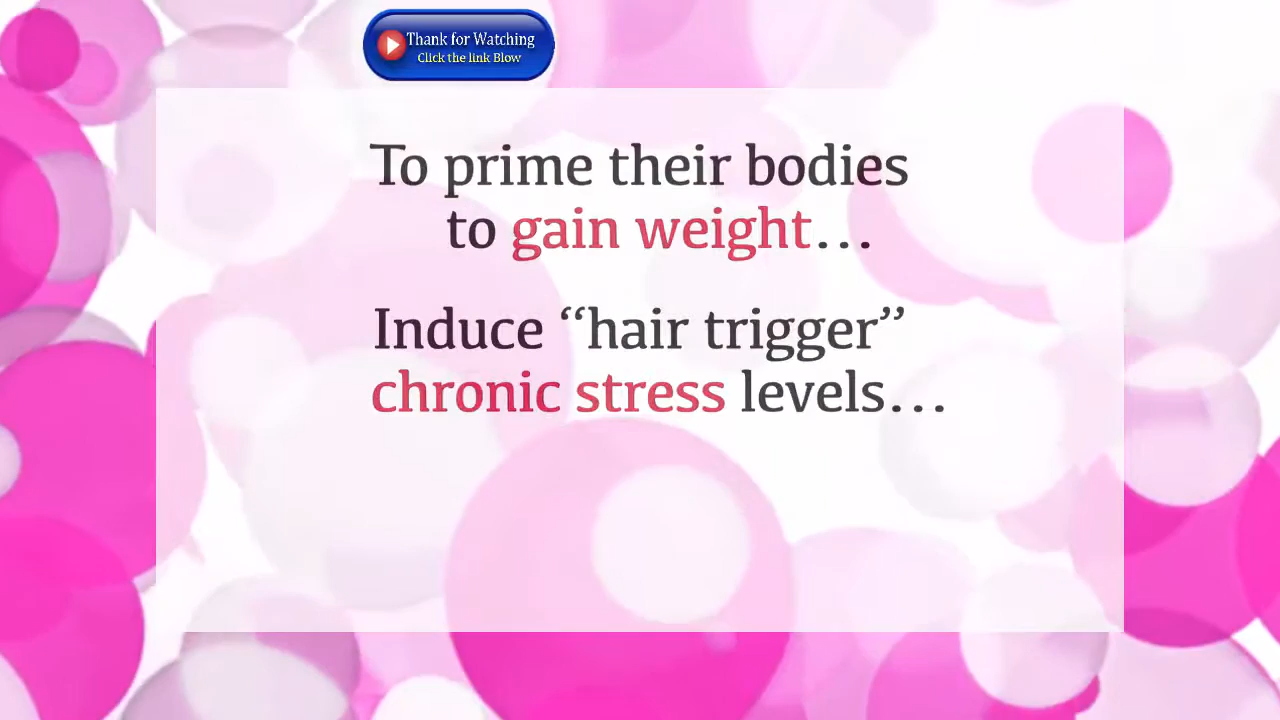 Thank for Watching
Click the link Blow
To prime their bodies
to gain weight…
Induce “hair trigger”
chronic stress levels…